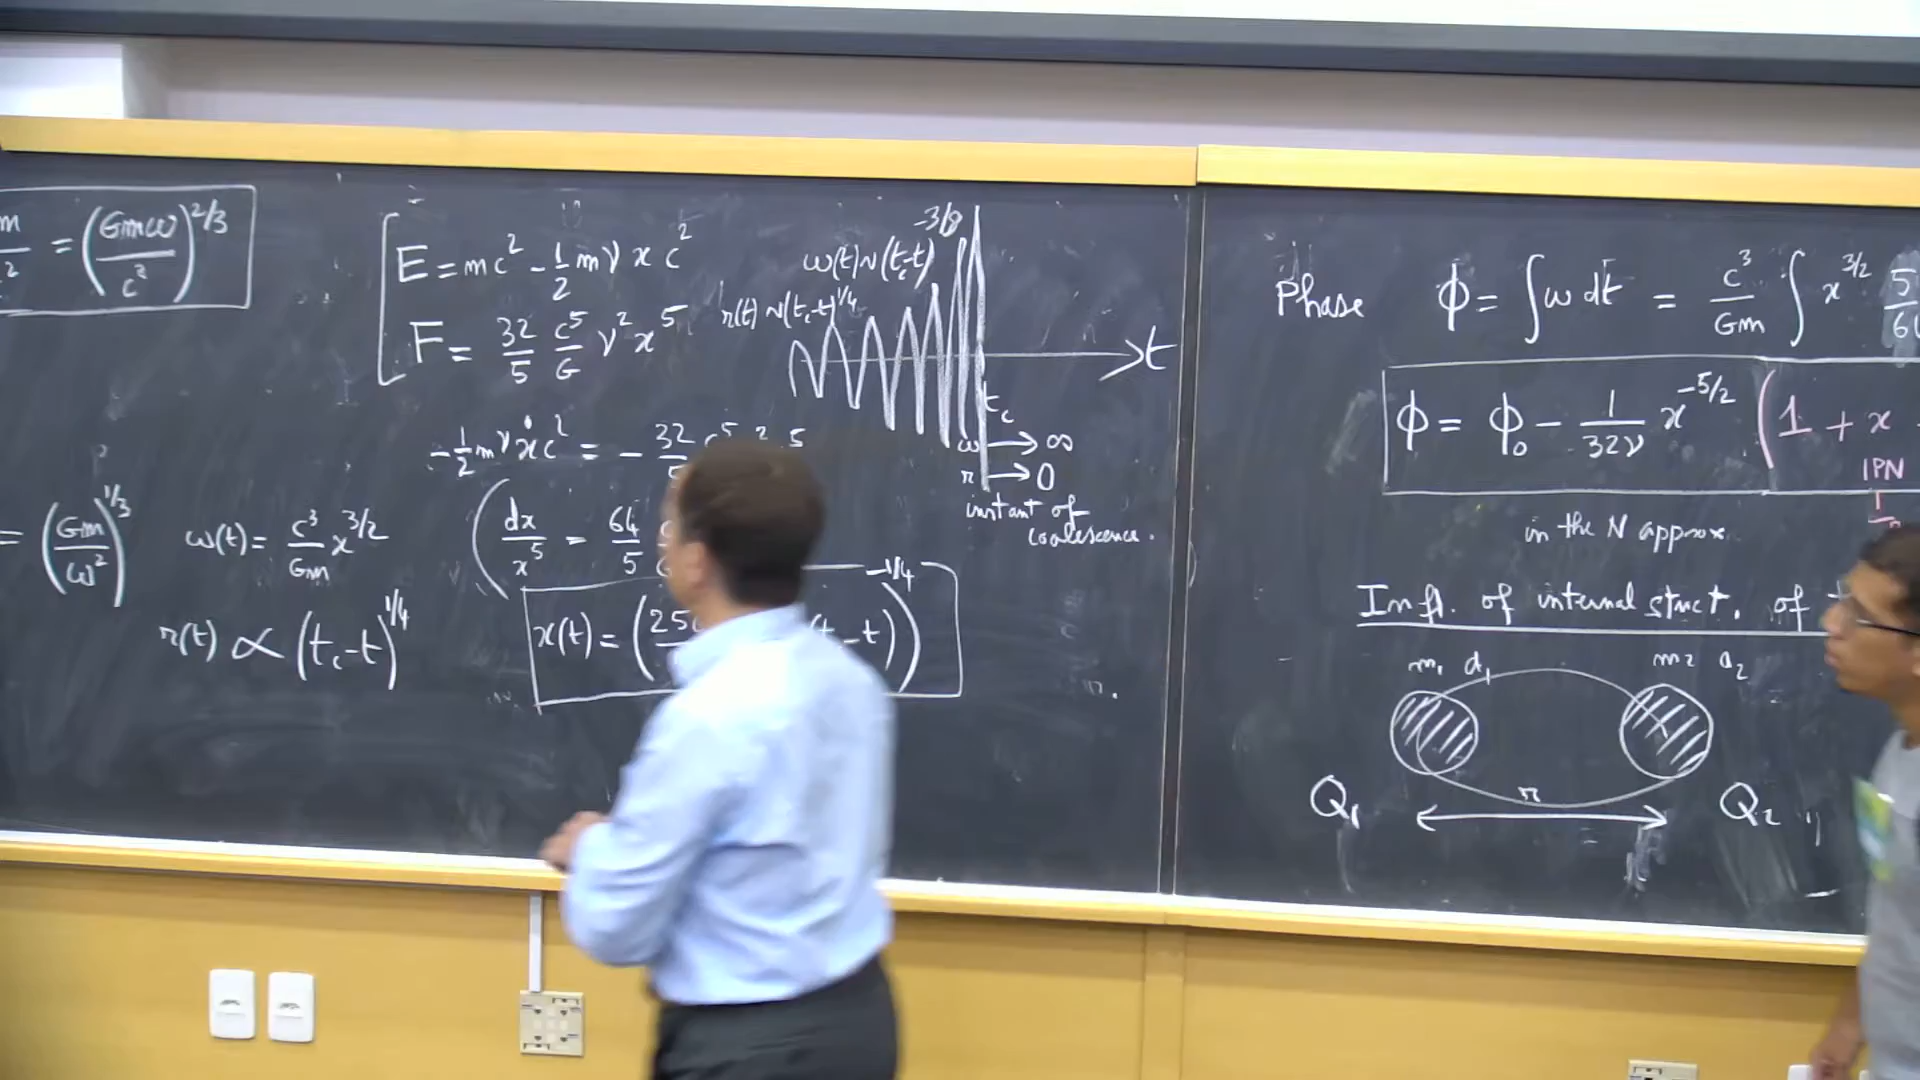 m/c² = (Gmω/c²)^2/3
E = mc² - 1/2 mν x c²
F = 32/5 c⁵/G ν² x⁵
ω(t) ~ (t_c-t)^-3/8
r(t) ~ (t_c-t)^1/4
t
t_c
ω → ∞
r → 0
instant of
coalescence.
-1/2 mν ẋ c² = - 32
dx/x⁵ = 64/5
= (Gm/ω²)^1/3
ω(t) = c³/Gm x^3/2
r(t) ∝ (t_c-t)^1/4
x(t) = (25 (t_c-t))^-1/4
Phase ϕ = ∫ω dt = c³/Gm ∫ x^3/2
ϕ = ϕ₀ - 1/32ν x^-5/2 (1 + x
1PN
in the N approx
Infl. of internal struct. of
m₁ a₁ m₂ a₂
r
Q₁ Q₂